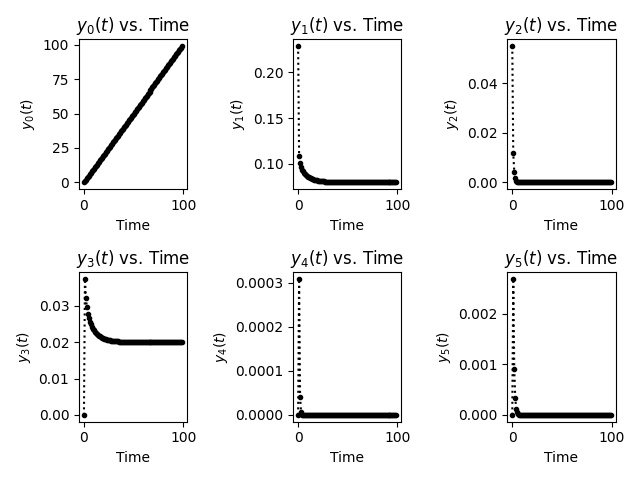 y₀(t) vs. Time
y₁(t) vs. Time
y₂(t) vs. Time
100
75
50
25
0
y₀(t)
0
100
Time
0.20
0.15
0.10
y₁(t)
0
100
Time
0.04
0.02
0.00
y₂(t)
0
100
Time
y₃(t) vs. Time
y₄(t) vs. Time
y₅(t) vs. Time
0.03
0.02
0.01
0.00
y₃(t)
0
100
Time
0.0003
0.0002
0.0001
0.0000
y₄(t)
0
100
Time
0.002
0.001
0.000
y₅(t)
0
100
Time